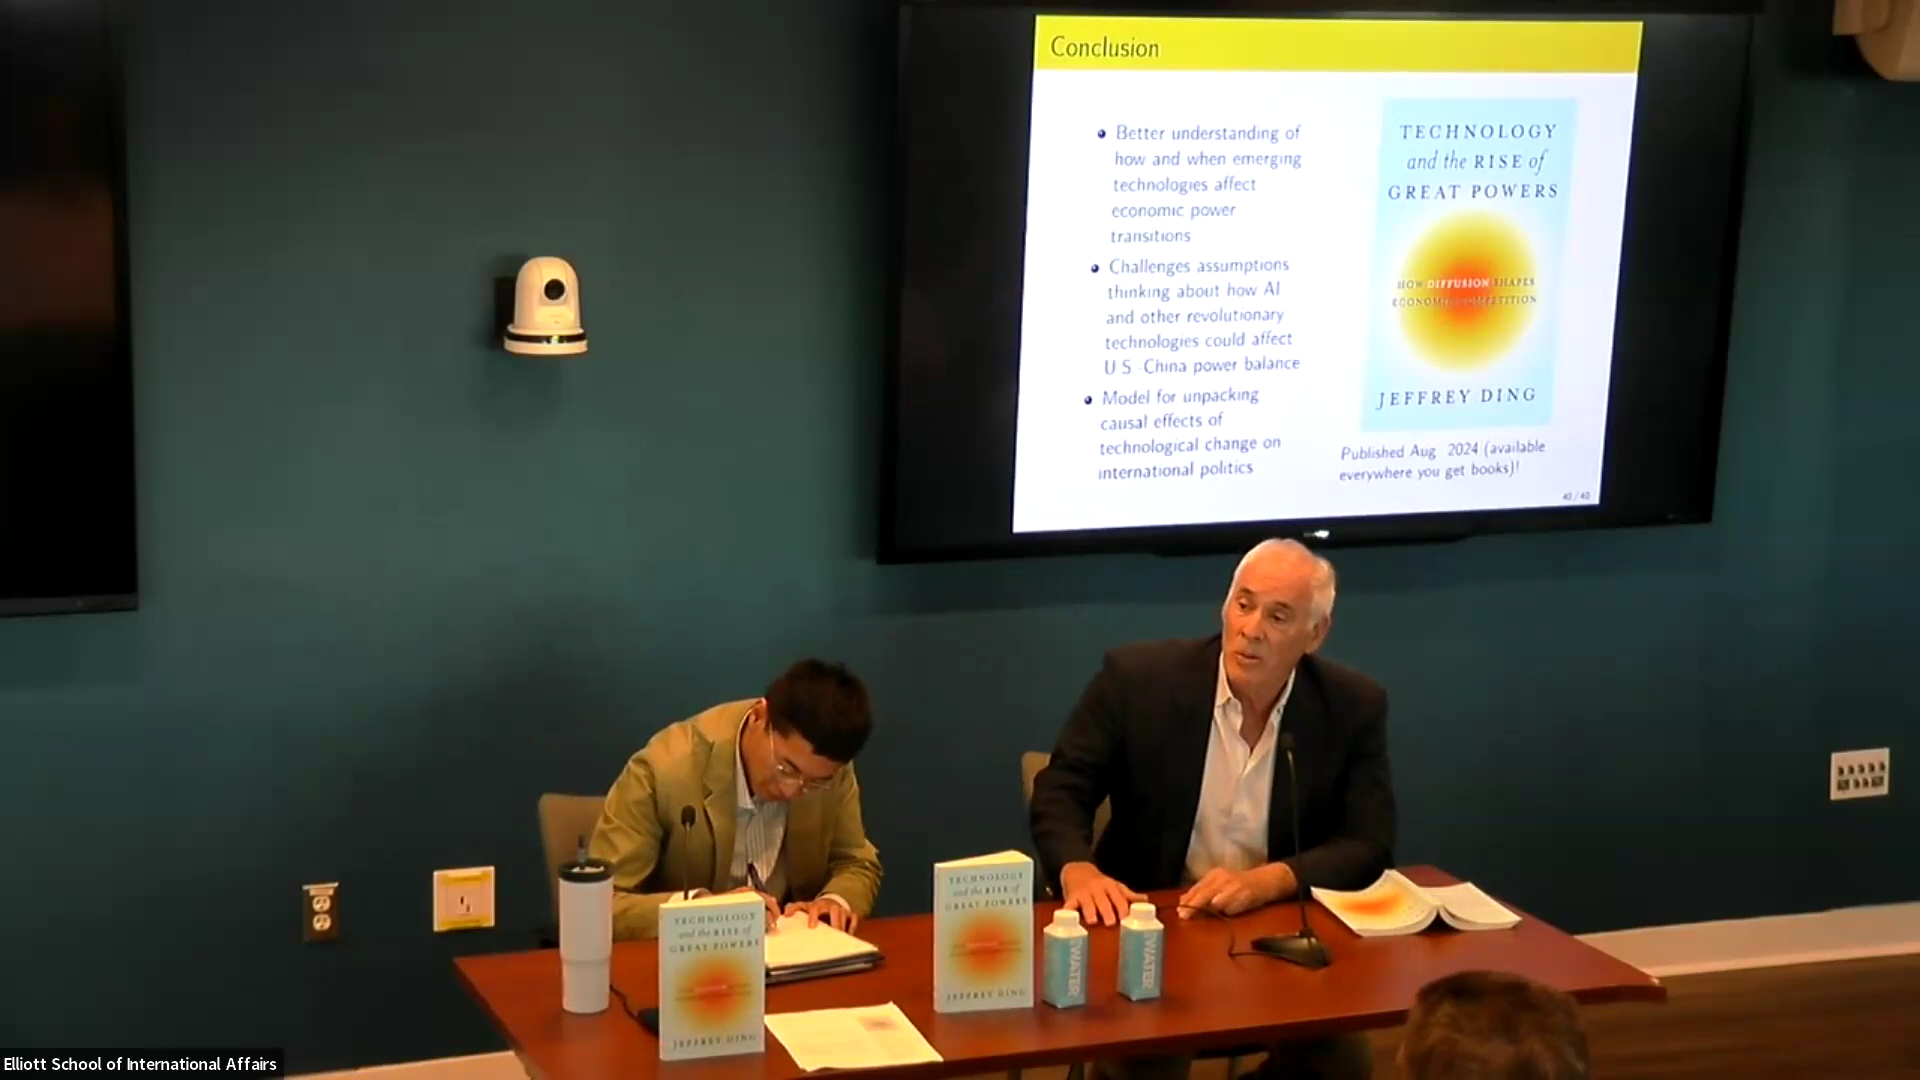 Conclusion
Better understanding of
how and when emerging
technologies affect
economic power
transitions
Challenges assumptions
thinking about how AI
and other revolutionary
technologies could affect
U S -China power balance
Model for unpacking
causal effects of
technological change on
international politics
TECHNOLOGY
and the RISE of
GREAT POWERS
HOW DIFFUSION SHAPES
ECONOMIC COMPETITION
JEFFREY DING
Published Aug 2024 (available
everywhere you get books)!
40 / 40
TECHNOLOGY
and the RISE of
GREAT POWERS
JEFFREY DING
TECHNOLOGY
and the RISE of
GREAT POWERS
JEFFREY DING
WATER
WATER
Elliott School of International Affairs